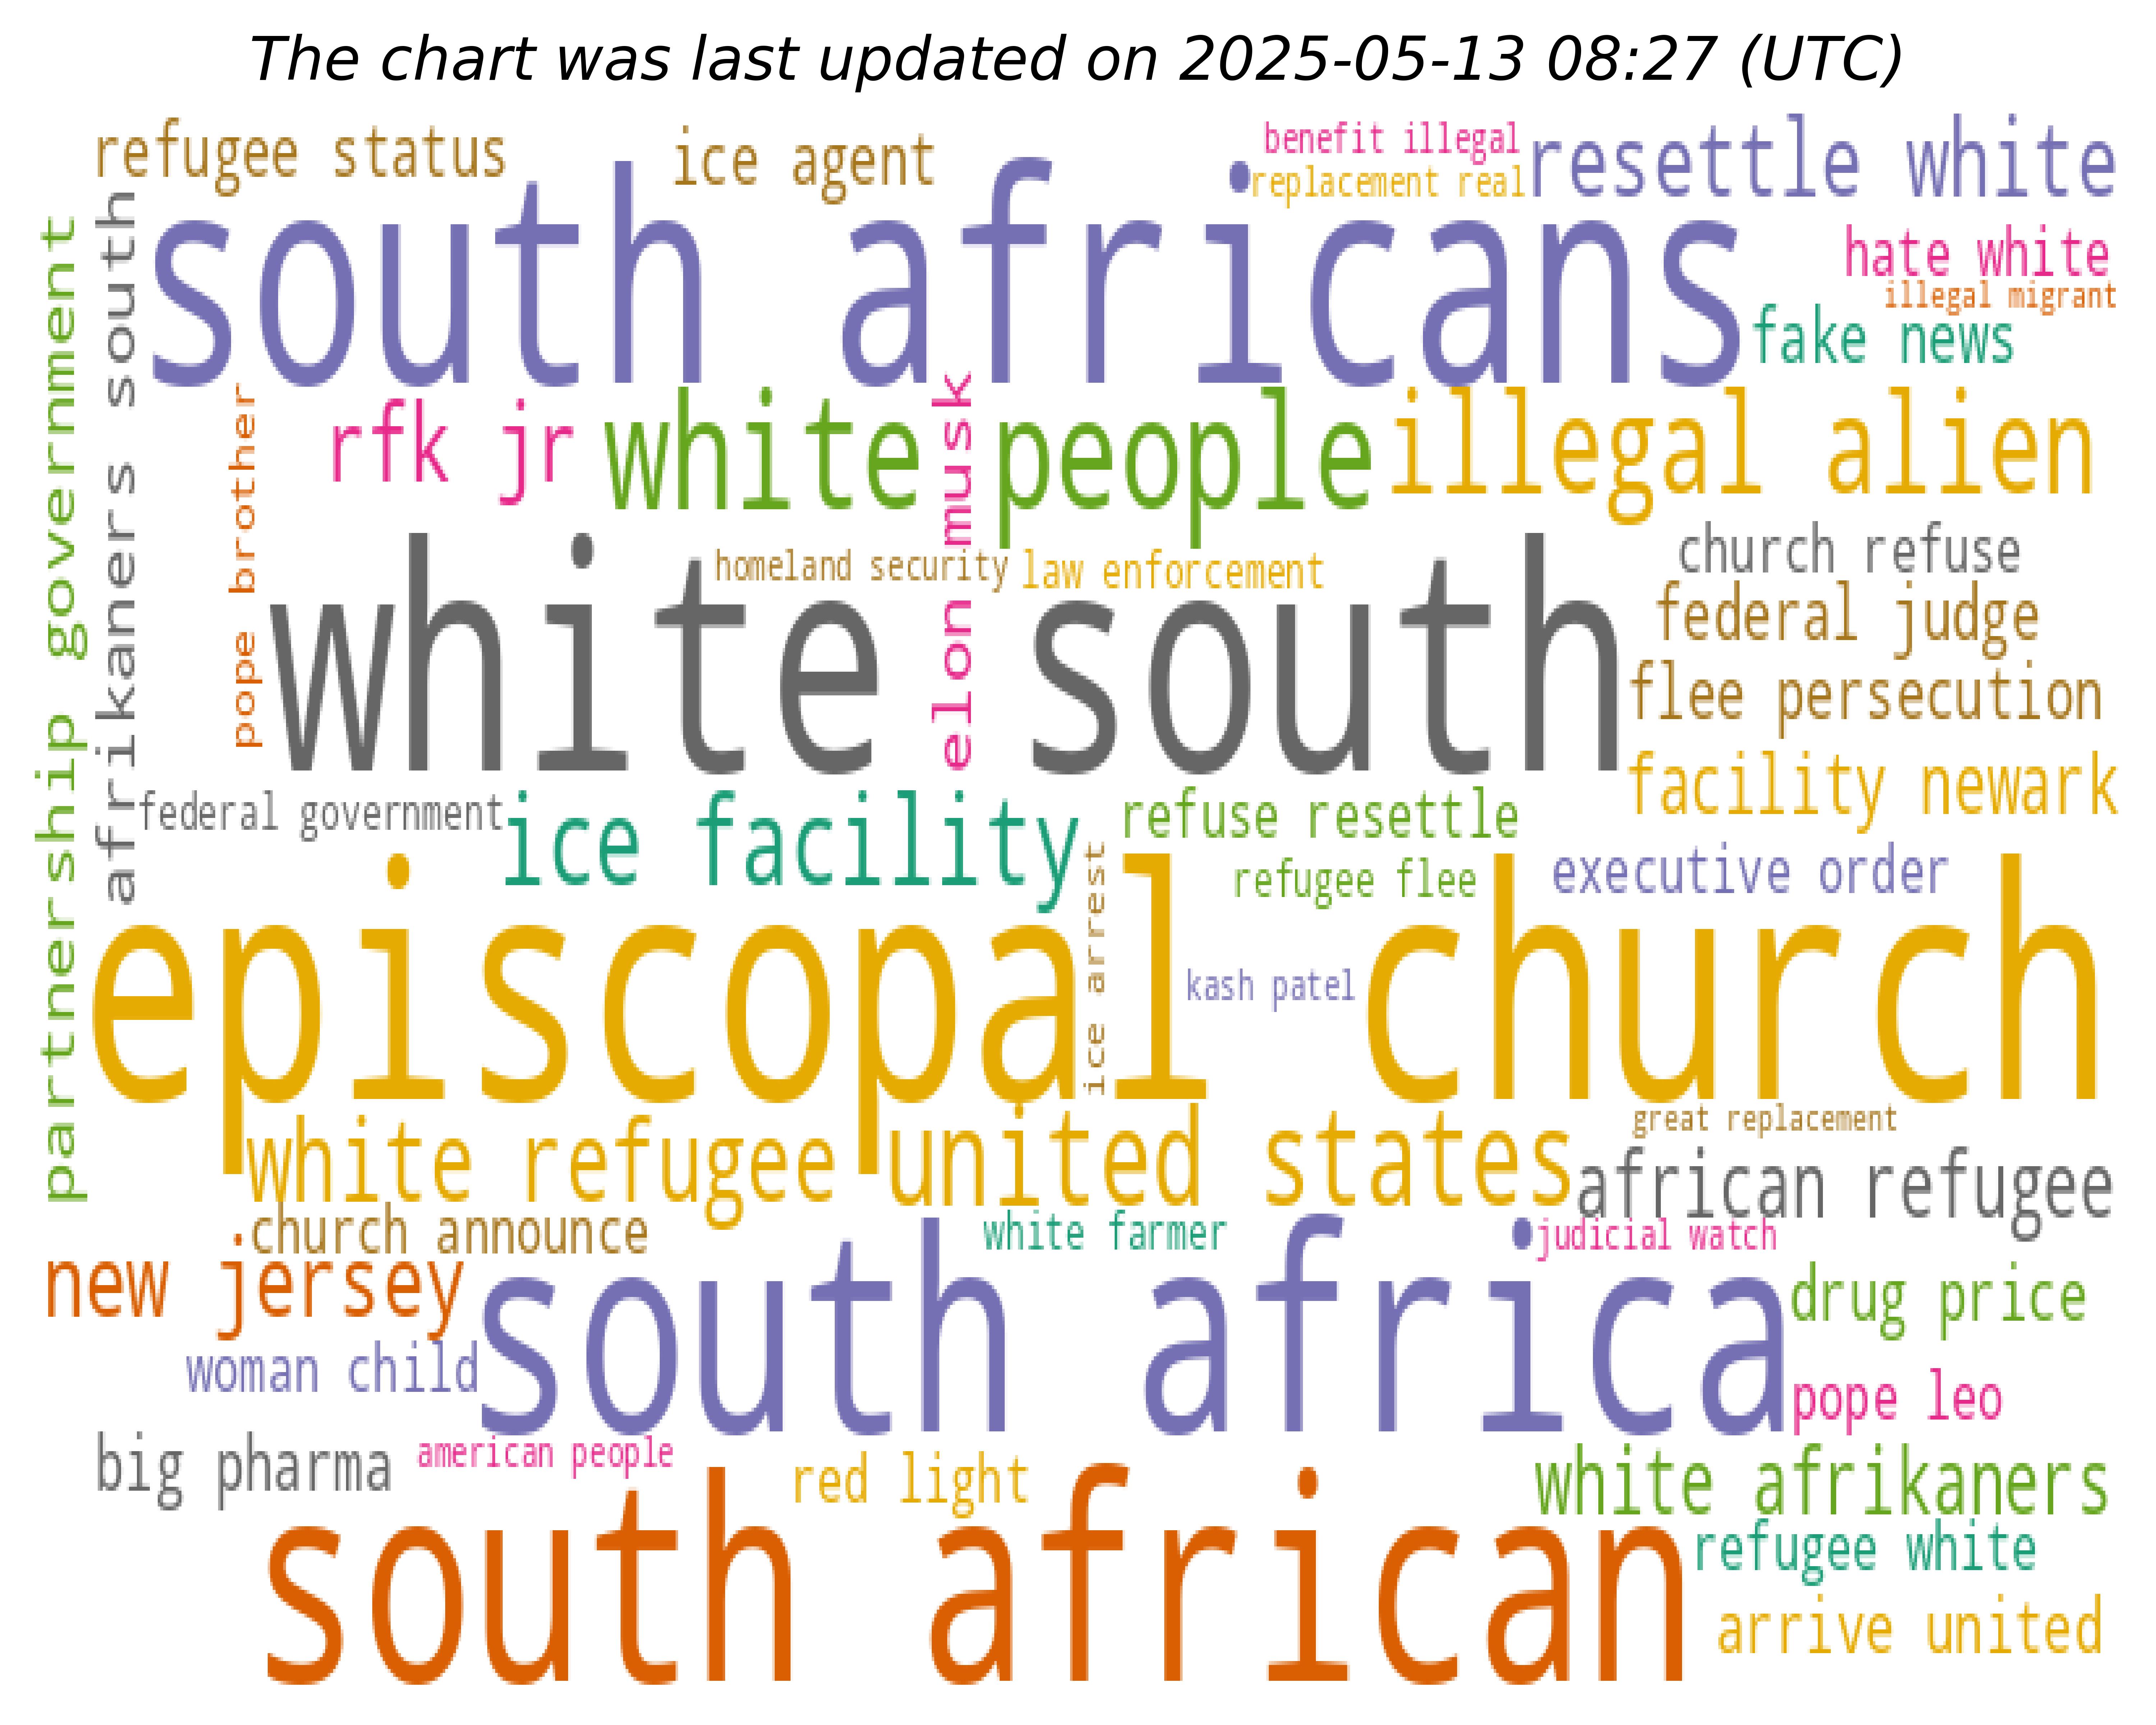 The chart was last updated on 2025-05-13 08:27 (UTC)
refugee status
ice agent
benefit illegal
replacement real
resettle white
south africans
hate white
illegal migrant
fake news
partnership government
afrikaners south
pope brother
rfk jr
white people
elon musk
illegal alien
homeland security
law enforcement
church refuse
white south
federal judge
flee persecution
facility newark
federal government
ice facility
refuse resettle
refugee flee
executive order
ice arrest
episcopal church
kash patel
white refugee
united states
great replacement
african refugee
church announce
white farmer
judicial watch
new jersey
south africa
drug price
woman child
pope leo
big pharma
american people
red light
white afrikaners
south african
refugee white
arrive united